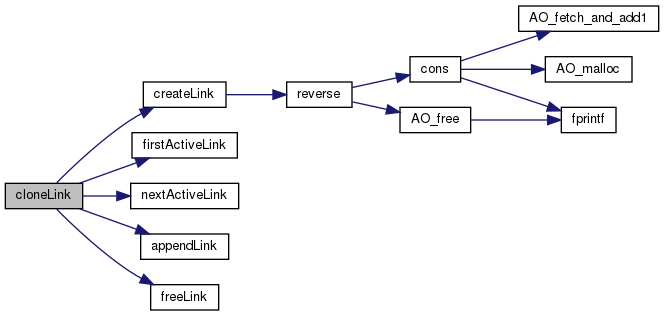 AO_fetch_and_add1
cons
AO_malloc
createLink
reverse
AO_free
fprintf
firstActiveLink
cloneLink
nextActiveLink
appendLink
freeLink